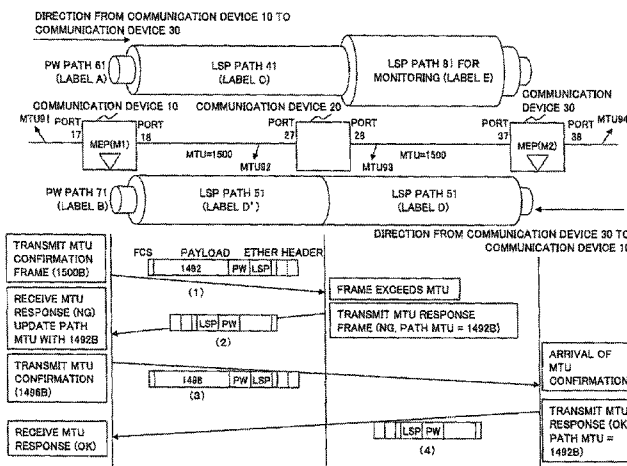 DIRECTION FROM COMMUNICATION DEVICE 10 TO
COMMUNICATION DEVICE 30
PW PATH 61
(LABEL A)
LSP PATH 41
(LABEL C)
LSP PATH 81 FOR
MONITORING (LABEL E)
COMMUNICATION DEVICE 10
COMMUNICATION DEVICE 20
COMMUNICATION
DEVICE 30
MTU91
PORT
17
PORT
18
MEP(M1)
MTU=1500
MTU92
PORT
27
PORT
28
MTU=1500
MTU93
PORT
37
PORT
38
MEP(M2)
MTU94
PW PATH 71
(LABEL B)
LSP PATH 51
(LABEL D')
LSP PATH 51
(LABEL D)
DIRECTION FROM COMMUNICATION DEVICE 30 TO
COMMUNICATION DEVICE 10
TRANSMIT MTU
CONFIRMATION
FRAME (1500B)
FCS PAYLOAD ETHER HEADER
1492 PW LSP
(1)
FRAME EXCEEDS MTU
RECEIVE MTU
RESPONSE (NG)
UPDATE PATH
MTU WITH 1492B
LSP PW
(2)
TRANSMIT MTU RESPONSE
FRAME (NG, PATH MTU = 1492B)
TRANSMIT MTU
CONFIRMATION
(1496B)
PW LSP
(3)
ARRIVAL OF
MTU
CONFIRMATION
RECEIVE MTU
RESPONSE (OK)
LSP PW
(4)
TRANSMIT MTU
RESPONSE (OK
PATH MTU =
1492B)